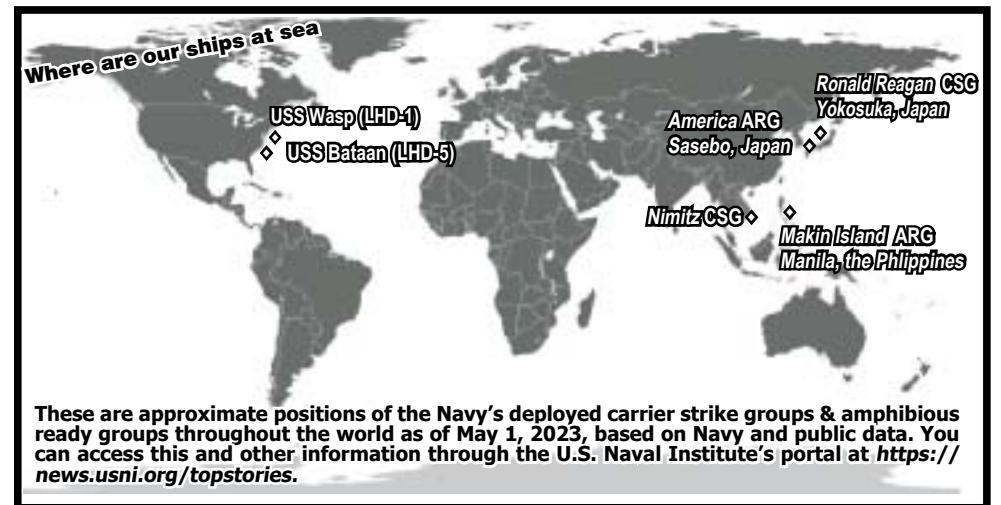 Where are our ships at sea
USS Wasp (LHD-1)
USS Bataan (LHD-5)
Ronald Reagan CSG
Yokosuka, Japan
America ARG
Sasebo, Japan
Nimitz CSG
Makin Island ARG
Manila, the Phlippines
These are approximate positions of the Navy’s deployed carrier strike groups & amphibious
ready groups throughout the world as of May 1, 2023, based on Navy and public data. You
can access this and other information through the U.S. Naval Institute’s portal at https://
news.usni.org/topstories.